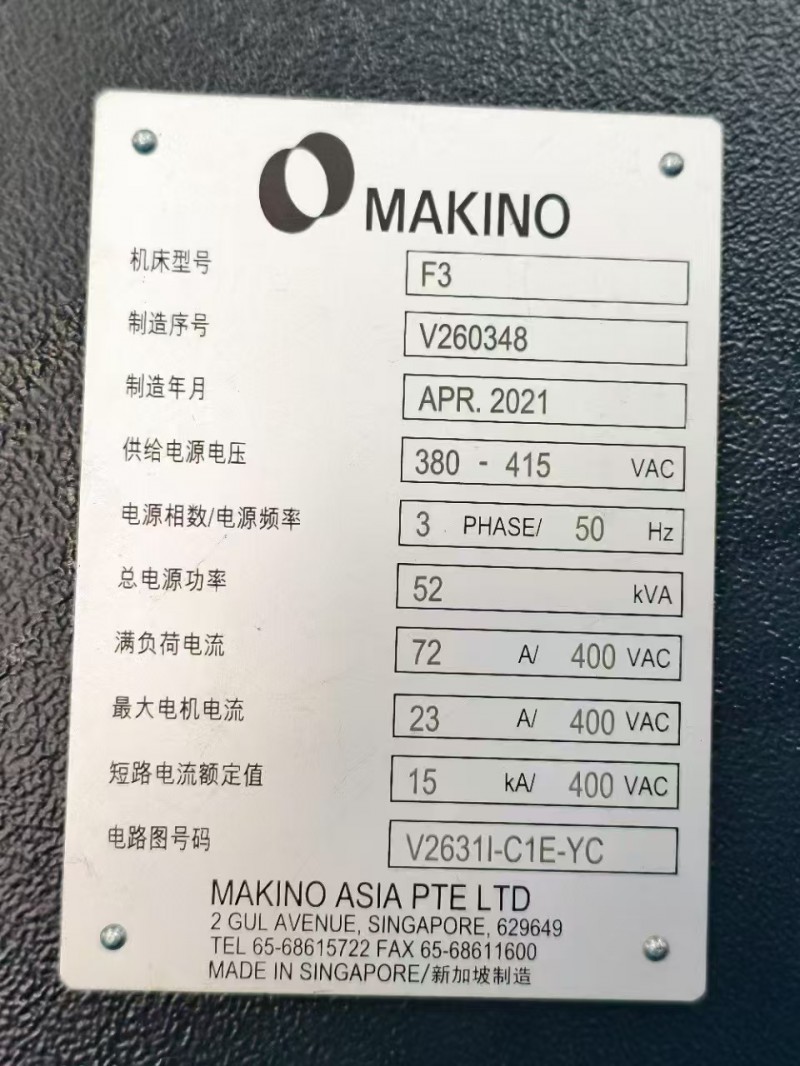 MAKINO
机床型号 F3
制造序号 V260348
制造年月 APR. 2021
供给电源电压 380 - 415 VAC
电源相数/电源频率 3 PHASE/ 50 Hz
总电源功率 52 kVA
满负荷电流 72 A/ 400 VAC
最大电机电流 23 A/ 400 VAC
短路电流额定值 15 kA/ 400 VAC
电路图号码 V2631I-C1E-YC
MAKINO ASIA PTE LTD
2 GUL AVENUE, SINGAPORE, 629649
TEL 65-68615722 FAX 65-68611600
MADE IN SINGAPORE/新加坡制造